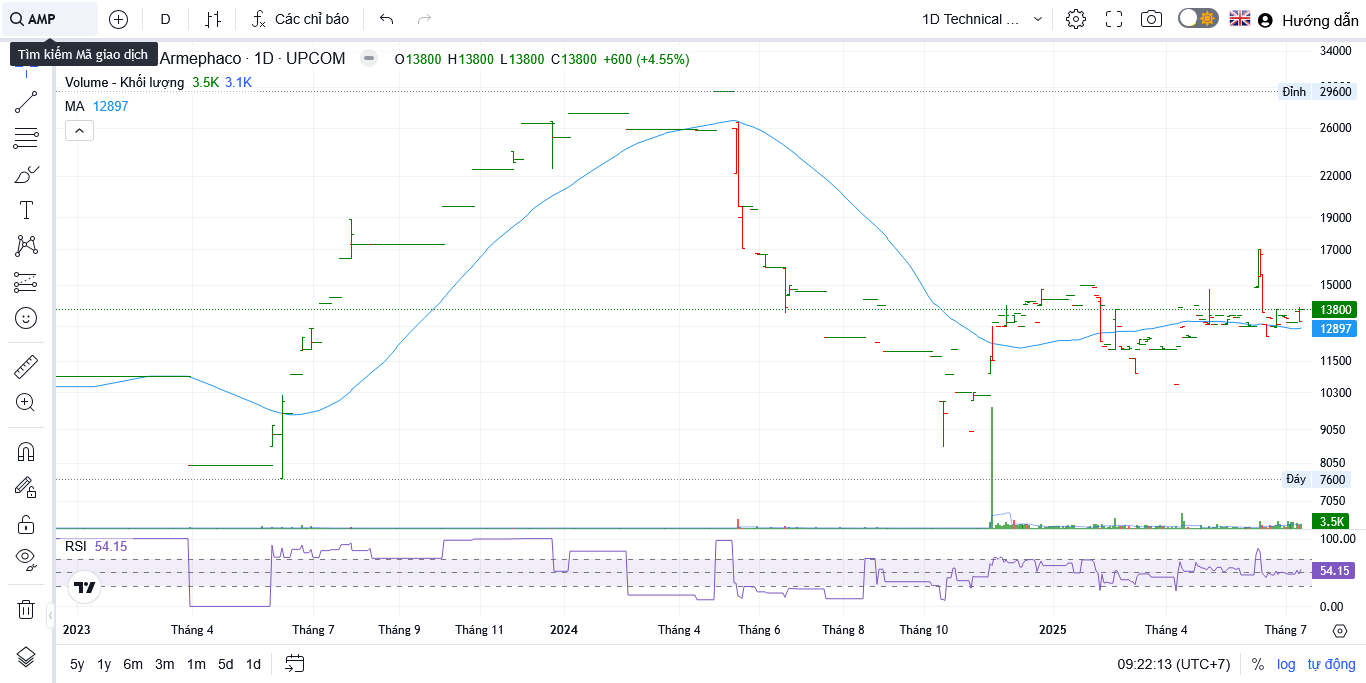 AMP
D
Các chỉ báo
1D Technical ...
Hướng dẫn
Tìm kiếm Mã giao dịch
Armephaco · 1D · UPCOM
O13800 H13800 L13800 C13800 +600 (+4.55%)
Volume - Khối lượng 3.5K 3.1K
MA 12897
34000
Đỉnh 29600
26000
22000
19000
17000
15000
13800
12897
11500
10300
9050
8050
Đáy 7600
7050
3.5K
RSI 54.15
100.00
54.15
0.00
2023 Tháng 4 Tháng 7 Tháng 9 Tháng 11 2024 Tháng 4 Tháng 6 Tháng 8 Tháng 10 2025 Tháng 4 Tháng 7
5y 1y 6m 3m 1m 5d 1d
09:22:13 (UTC+7) % log tự động